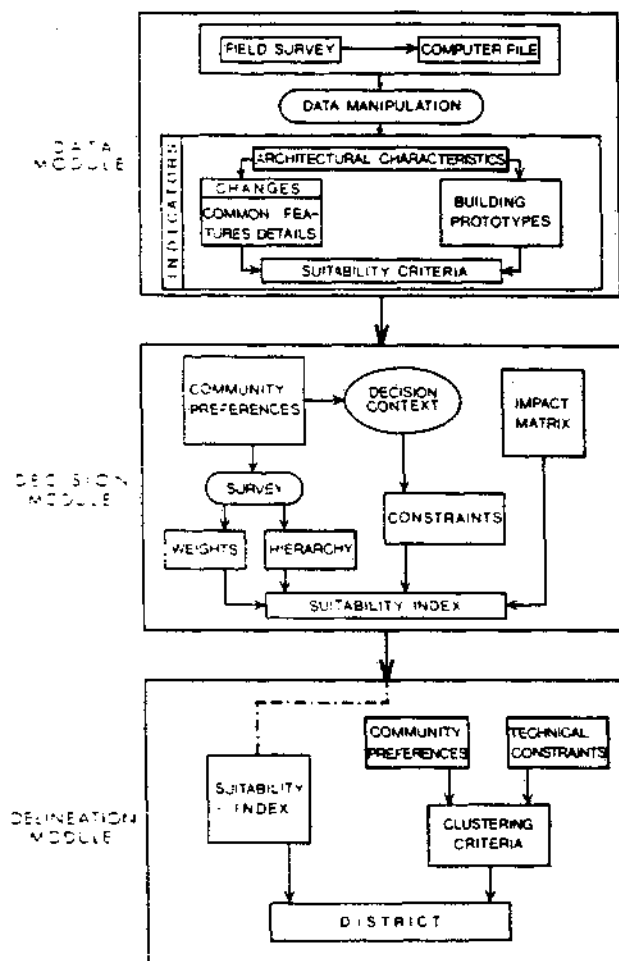 FIELD SURVEY
COMPUTER FILE
DATA MANIPULATION
DATA
MODULE
INDICATORS
ARCHITECTURAL CHARACTERISTICS
CHANGES
COMMON FEA-
TURES DETAILS
BUILDING
PROTOTYPES
SUITABILITY CRITERIA
DECISION
MODULE
COMMUNITY
PREFERENCES
DECISION
CONTEXT
IMPACT
MATRIX
SURVEY
CONSTRAINTS
WEIGHTS
HIERARCHY
SUITABILITY INDEX
DELINEATION
MODULE
SUITABILITY
INDEX
COMMUNITY
PREFERENCES
TECHNICAL
CONSTRAINTS
CLUSTERING
CRITERIA
DISTRICT